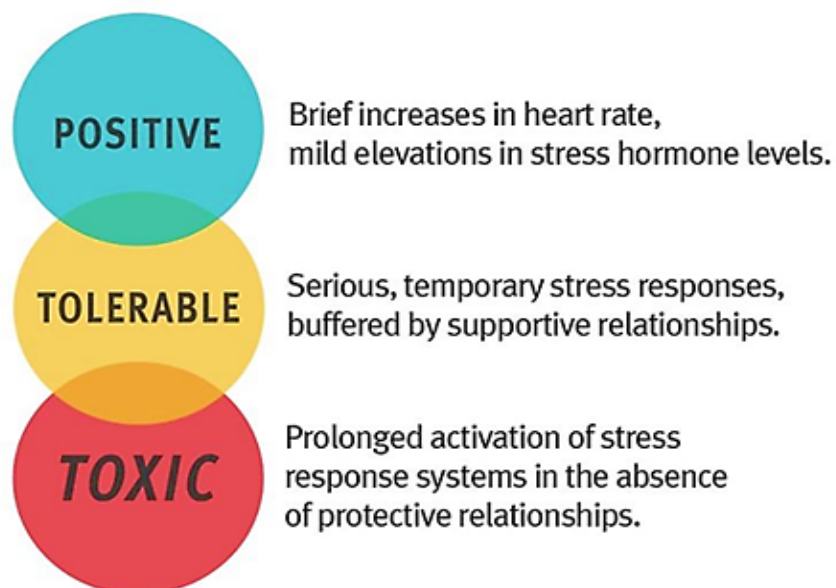 POSITIVE
Brief increases in heart rate,
mild elevations in stress hormone levels.
TOLERABLE
Serious, temporary stress responses,
buffered by supportive relationships.
TOXIC
Prolonged activation of stress
response systems in the absence
of protective relationships.